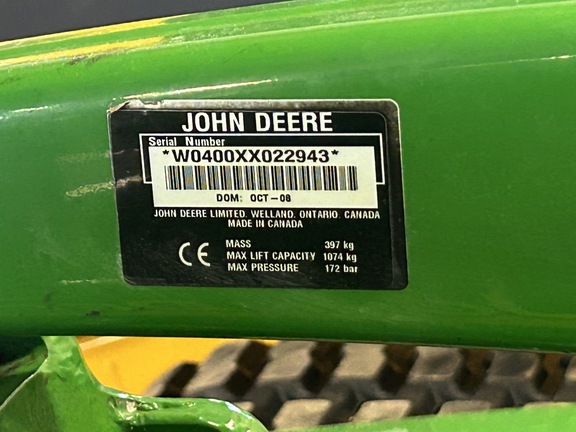 JOHN DEERE
Serial Number
*W0400XX022943*
DOM: OCT-08
JOHN DEERE LIMITED, WELLAND, ONTARIO, CANADA
MADE IN CANADA
CE MASS 397 kg
MAX LIFT CAPACITY 1074 kg
MAX PRESSURE 172 bar